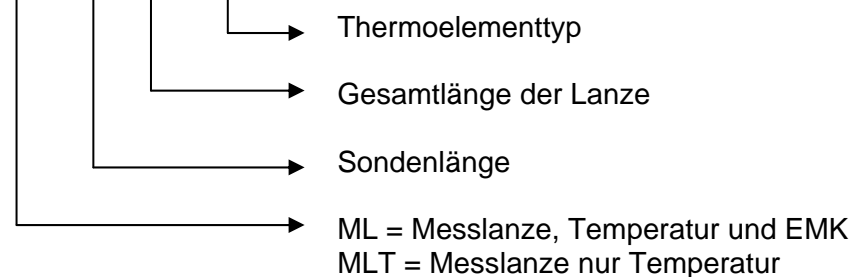 Thermoelementtyp
Gesamtlänge der Lanze
Sondenlänge
ML = Messlanze, Temperatur und EMK
MLT = Messlanze nur Temperatur